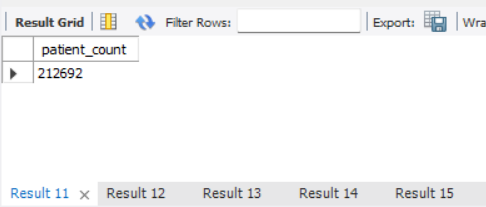 Result Grid Filter Rows: Export: Wra
patient_count
212692
Result 11 × Result 12 Result 13 Result 14 Result 15